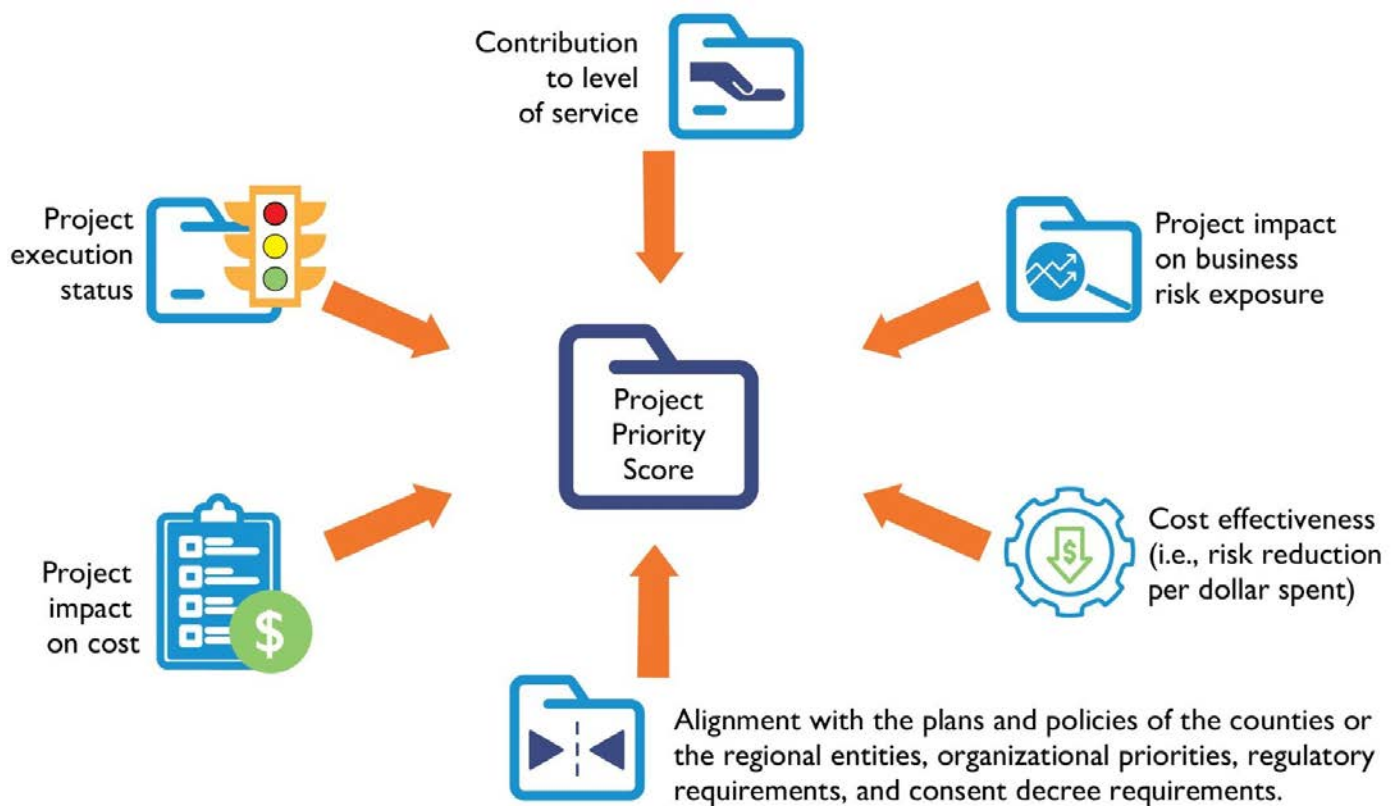 Contribution
to level
of service
Project
execution
status
Project impact
on business
risk exposure
Project
Priority
Score
Project
impact
on cost
$
Cost effectiveness
(i.e., risk reduction
per dollar spent)
$
Alignment with the plans and policies of the counties or
the regional entities, organizational priorities, regulatory
requirements, and consent decree requirements.